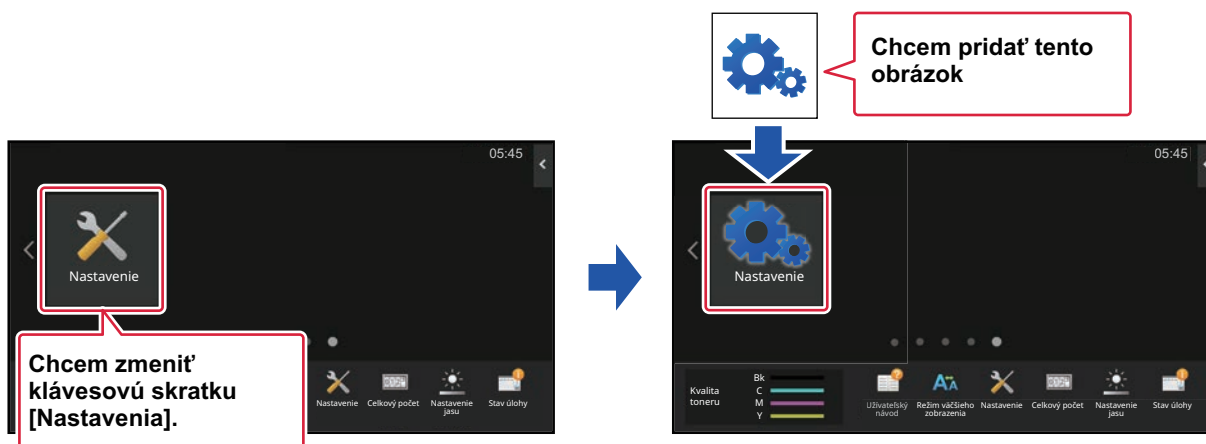 Chcem pridať tento
obrázok
05:45
Nastavenie
Chcem zmeniť
klávesovú skratku
[Nastavenia].
Nastavenie
Celkový počet
Nastavenie
jasu
Stav úlohy
05:45
Nastavenie
Kvalita
toneru
Bk
C
M
Y
Užívateľský
návod
Režim väčšieho
zobrazenia
Nastavenie
Celkový počet
Nastavenie
jasu
Stav úlohy